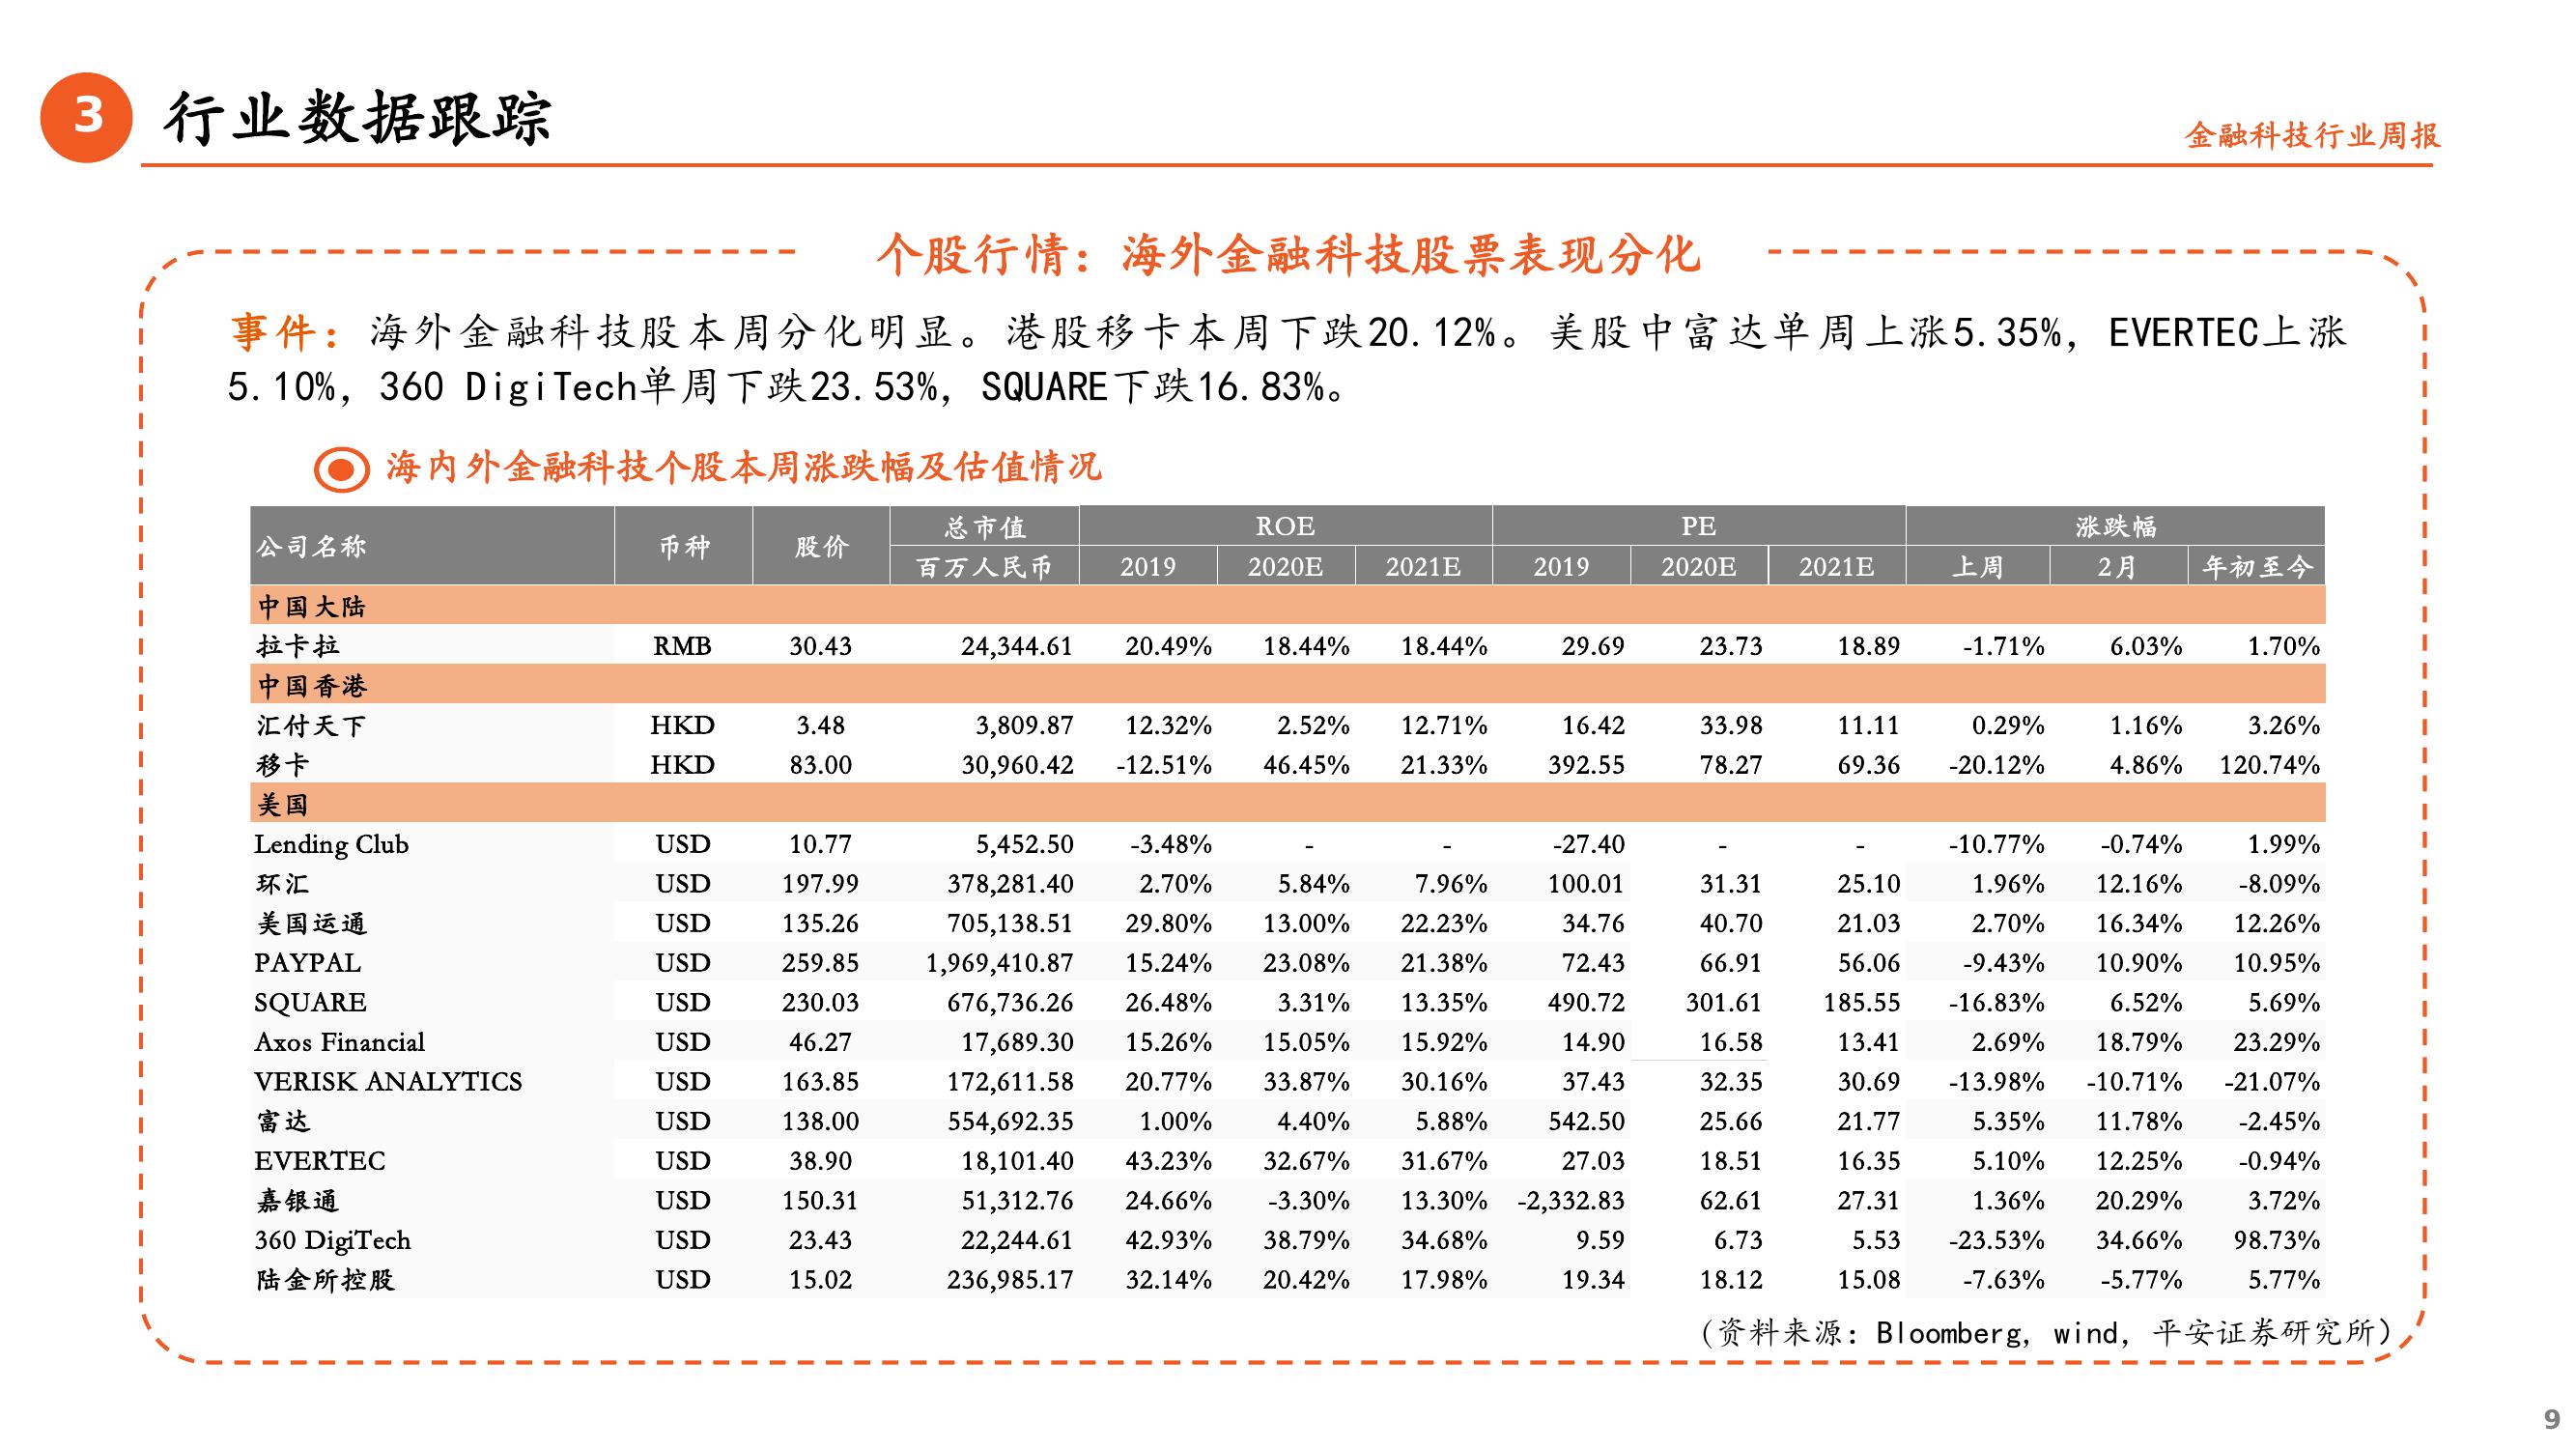 3 行业数据跟踪
金融科技行业周报
个股行情：海外金融科技股票表现分化
事件：海外金融科技股本周分化明显。港股移卡本周下跌20.12%。美股中富达单周上涨5.35%，EVERTEC上涨
5.10%，360 DigiTech单周下跌23.53%，SQUARE下跌16.83%。
海内外金融科技个股本周涨跌幅及估值情况
公司名称 币种 股价 总市值 ROE PE 涨跌幅
百万人民币 2019 2020E 2021E 2019 2020E 2021E 上周 2月 年初至今
中国大陆
拉卡拉 RMB 30.43 24,344.61 20.49% 18.44% 18.44% 29.69 23.73 18.89 -1.71% 6.03% 1.70%
中国香港
汇付天下 HKD 3.48 3,809.87 12.32% 2.52% 12.71% 16.42 33.98 11.11 0.29% 1.16% 3.26%
移卡 HKD 83.00 30,960.42 -12.51% 46.45% 21.33% 392.55 78.27 69.36 -20.12% 4.86% 120.74%
美国
Lending Club USD 10.77 5,452.50 -3.48% - - -27.40 - - -10.77% -0.74% 1.99%
环汇 USD 197.99 378,281.40 2.70% 5.84% 7.96% 100.01 31.31 25.10 1.96% 12.16% -8.09%
美国运通 USD 135.26 705,138.51 29.80% 13.00% 22.23% 34.76 40.70 21.03 2.70% 16.34% 12.26%
PAYPAL USD 259.85 1,969,410.87 15.24% 23.08% 21.38% 72.43 66.91 56.06 -9.43% 10.90% 10.95%
SQUARE USD 230.03 676,736.26 26.48% 3.31% 13.35% 490.72 301.61 185.55 -16.83% 6.52% 5.69%
Axos Financial USD 46.27 17,689.30 15.26% 15.05% 15.92% 14.90 16.58 13.41 2.69% 18.79% 23.29%
VERISK ANALYTICS USD 163.85 172,611.58 20.77% 33.87% 30.16% 37.43 32.35 30.69 -13.98% -10.71% -21.07%
富达 USD 138.00 554,692.35 1.00% 4.40% 5.88% 542.50 25.66 21.77 5.35% 11.78% -2.45%
EVERTEC USD 38.90 18,101.40 43.23% 32.67% 31.67% 27.03 18.51 16.35 5.10% 12.25% -0.94%
嘉银通 USD 150.31 51,312.76 24.66% -3.30% 13.30% -2,332.83 62.61 27.31 1.36% 20.29% 3.72%
360 DigiTech USD 23.43 22,244.61 42.93% 38.79% 34.68% 9.59 6.73 5.53 -23.53% 34.66% 98.73%
陆金所控股 USD 15.02 236,985.17 32.14% 20.42% 17.98% 19.34 18.12 15.08 -7.63% -5.77% 5.77%
（资料来源：Bloomberg, wind, 平安证券研究所）
9